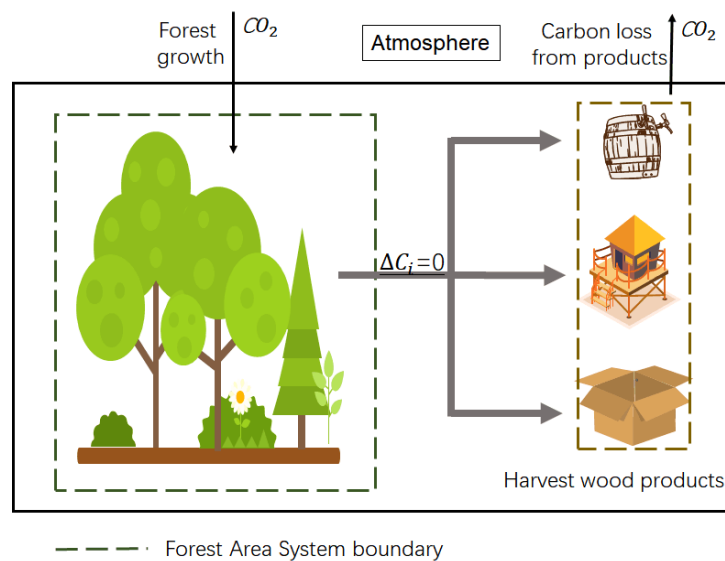 Forest
growth
CO₂
Atmosphere
Carbon loss
from products
CO₂
ΔCᵢ=0
Harvest wood products
Forest Area System boundary